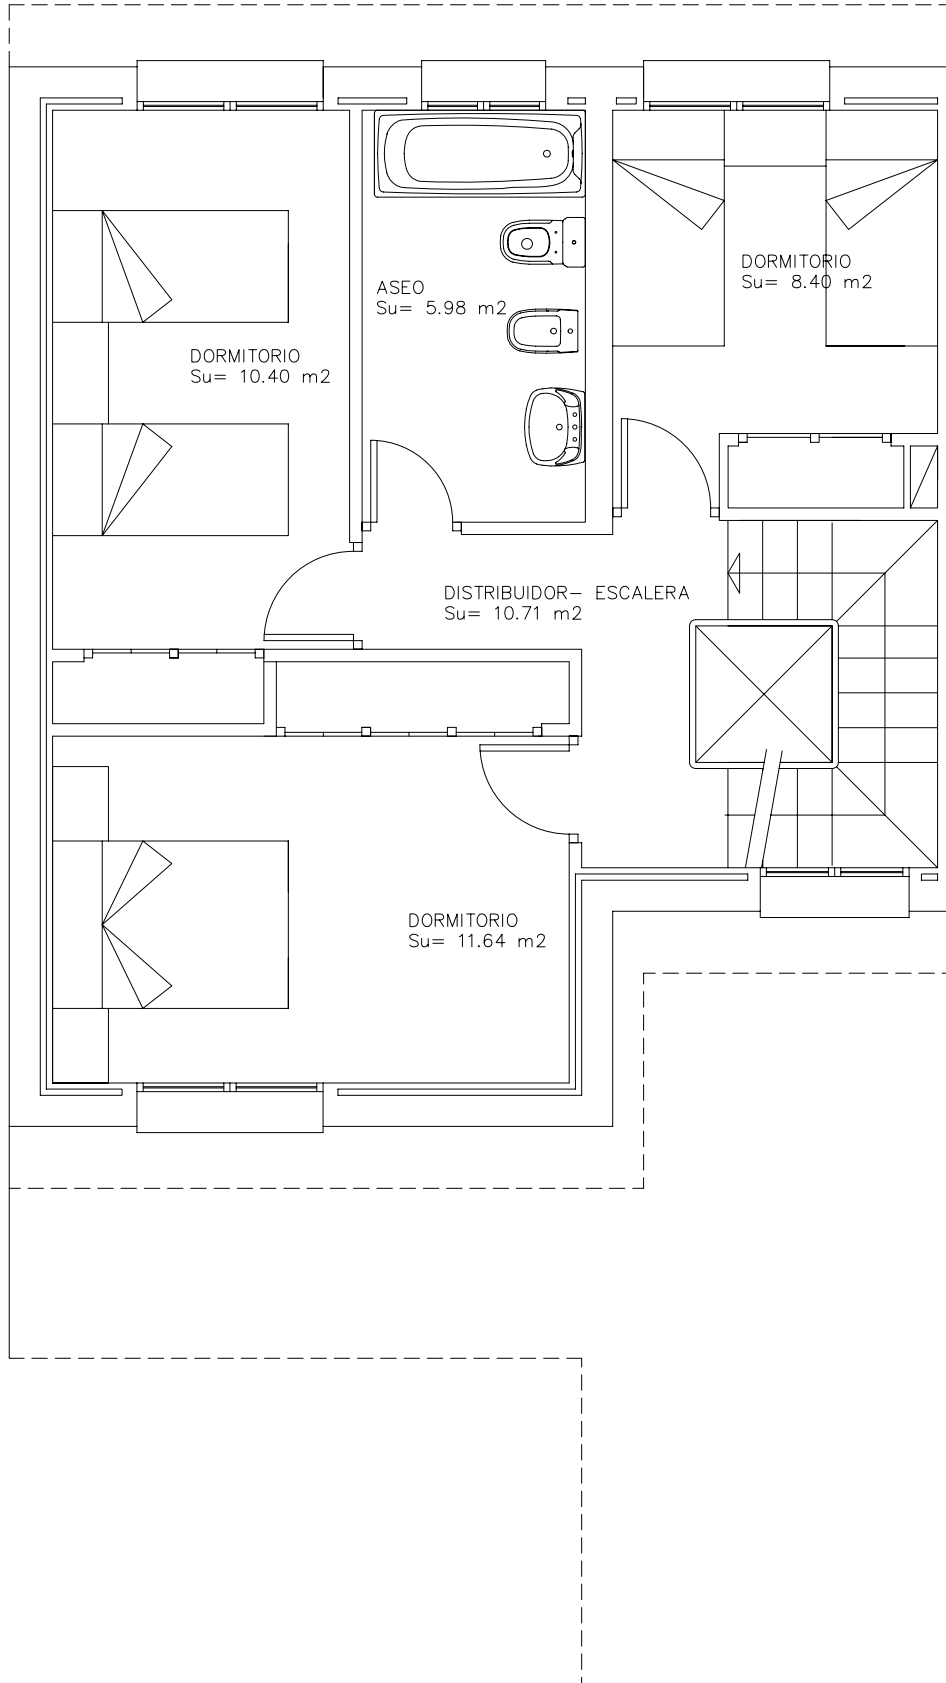 DORMITORIO
Su= 8.40 m2
ASEO
Su= 5.98 m2
DORMITORIO
Su= 10.40 m2
DISTRIBUIDOR- ESCALERA
Su= 10.71 m2
DORMITORIO
Su= 11.64 m2